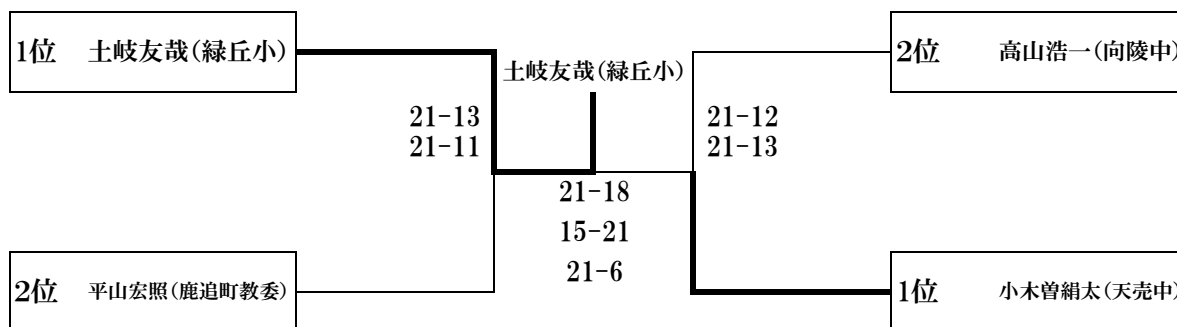 1位 土岐友哉(緑丘小)
2位 高山浩一(向陵中)
土岐友哉(緑丘小)
21-13
21-11
21-12
21-13
21-18
15-21
21-6
2位 平山宏照(鹿追町教委)
1位 小木曽絹太(天売中)